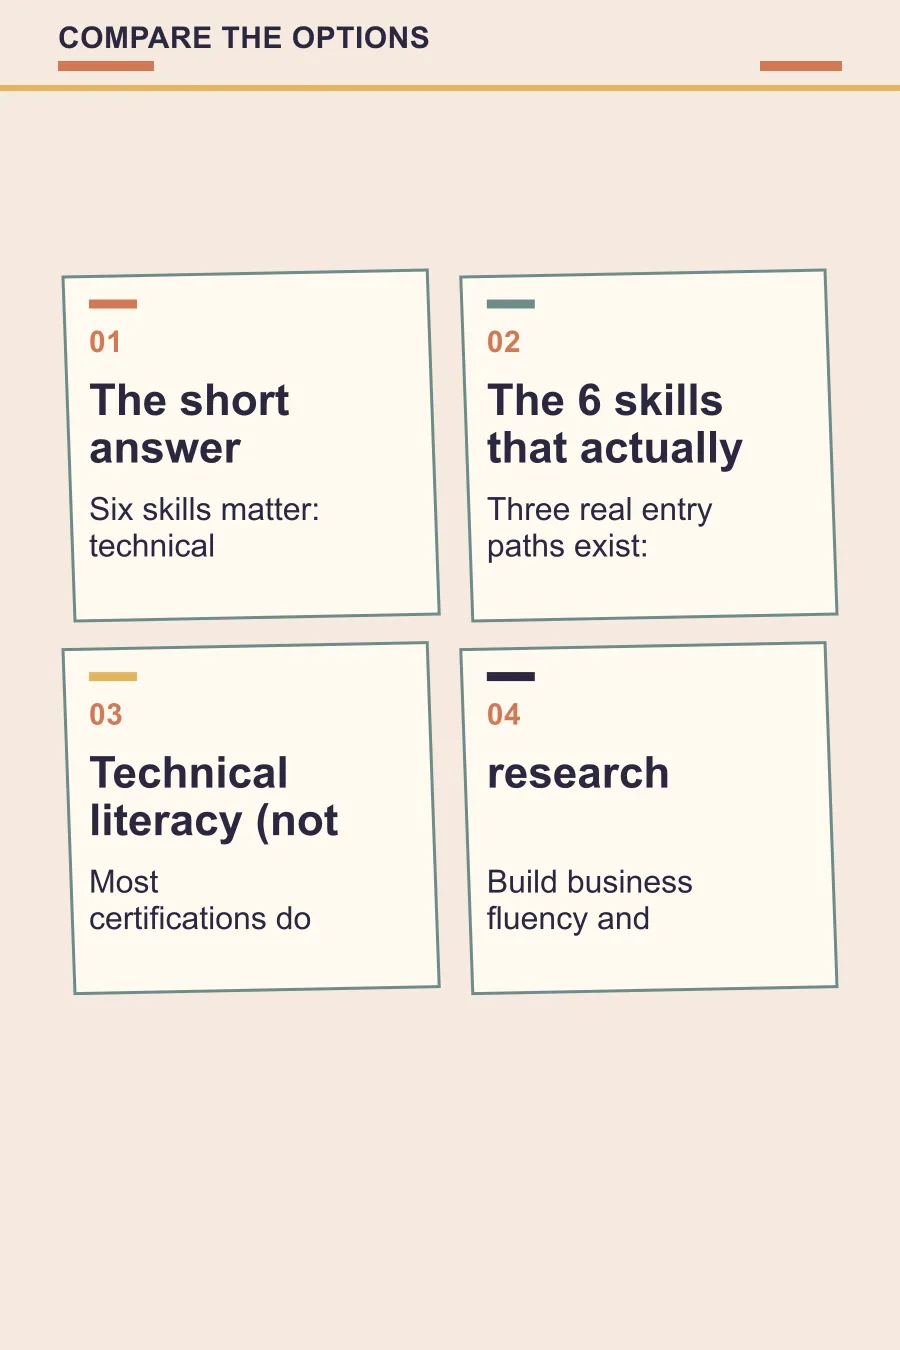 COMPARE THE OPTIONS
01
The short
answer
Six skills matter:
technical
02
The 6 skills
that actually
Three real entry
paths exist:
03
Technical
literacy (not
Most
certifications do
04
research
Build business
fluency and